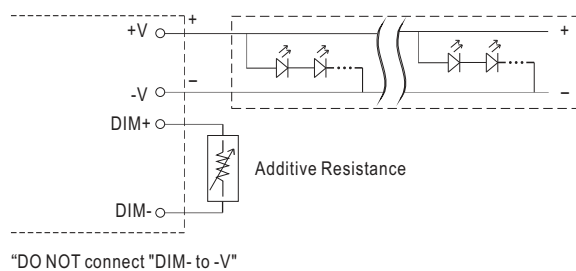 +
+V
+
−
-V
−
DIM+
Additive Resistance
DIM-
“DO NOT connect "DIM- to -V"